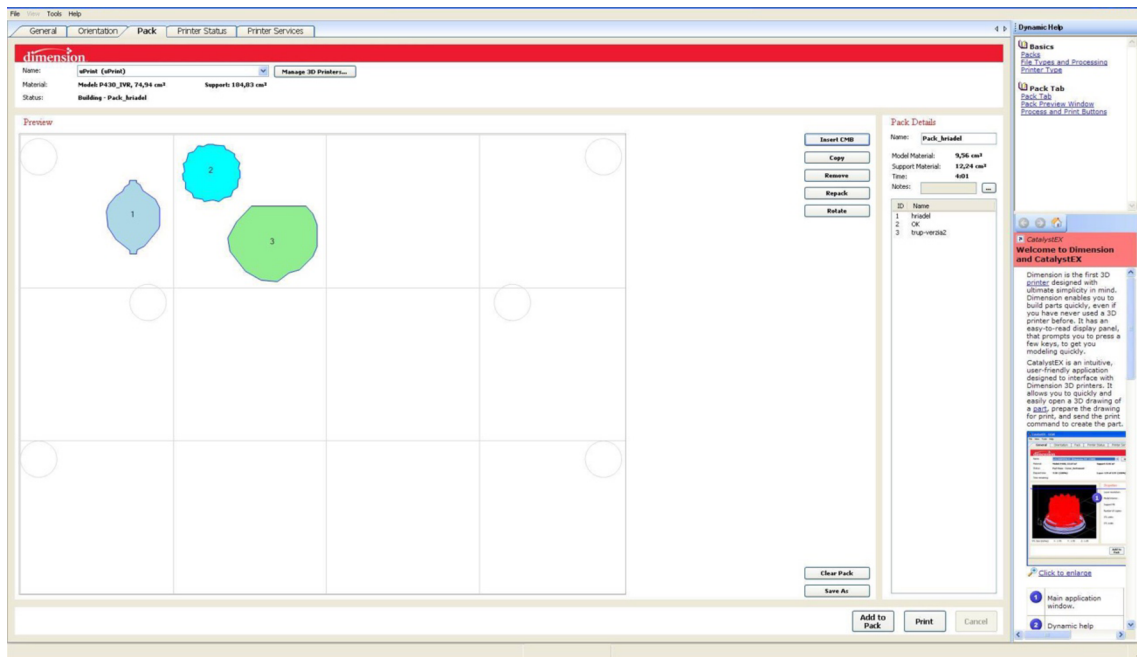 File View Tools Help
General Orientation Pack Printer Status Printer Services
Dynamic Help
dimension
Name: uPrint (uPrint) Manage 3D Printers...
Material: Model: P430_IVR, 74,94 cm³ Support: 104,83 cm³
Status: Building - Pack_hriadel
Preview
1
2
3
Insert CMB
Copy
Remove
Repack
Rotate
Clear Pack
Save As
Pack Details
Name: Pack_hriadel
Model Material: 9,56 cm³
Support Material: 12,24 cm³
Time: 4:01
Notes: ...
ID Name
1 hriadel
2 OK
3 trup-verzia2
Add to Pack
Print
Cancel
Basics
Packs
File Types and Processing
Printer Type
Pack Tab
Pack Tab
Pack Preview Window
Process and Print Buttons
CatalystEX
Welcome to Dimension
and CatalystEX
Dimension is the first 3D
printer designed with
ultimate simplicity in mind.
Dimension enables you to
build parts quickly, even if
you have never used a 3D
printer before. It has an
easy-to-read display panel,
that prompts you to press a
few keys, to get you
modeling quickly.
CatalystEX is an intuitive,
user-friendly application
designed to interface with
Dimension 3D printers. It
allows you to quickly and
easily open a 3D drawing of
a part, prepare the drawing
for print, and send the print
command to create the part.
Click to enlarge
1 Main application
window.
2 Dynamic help